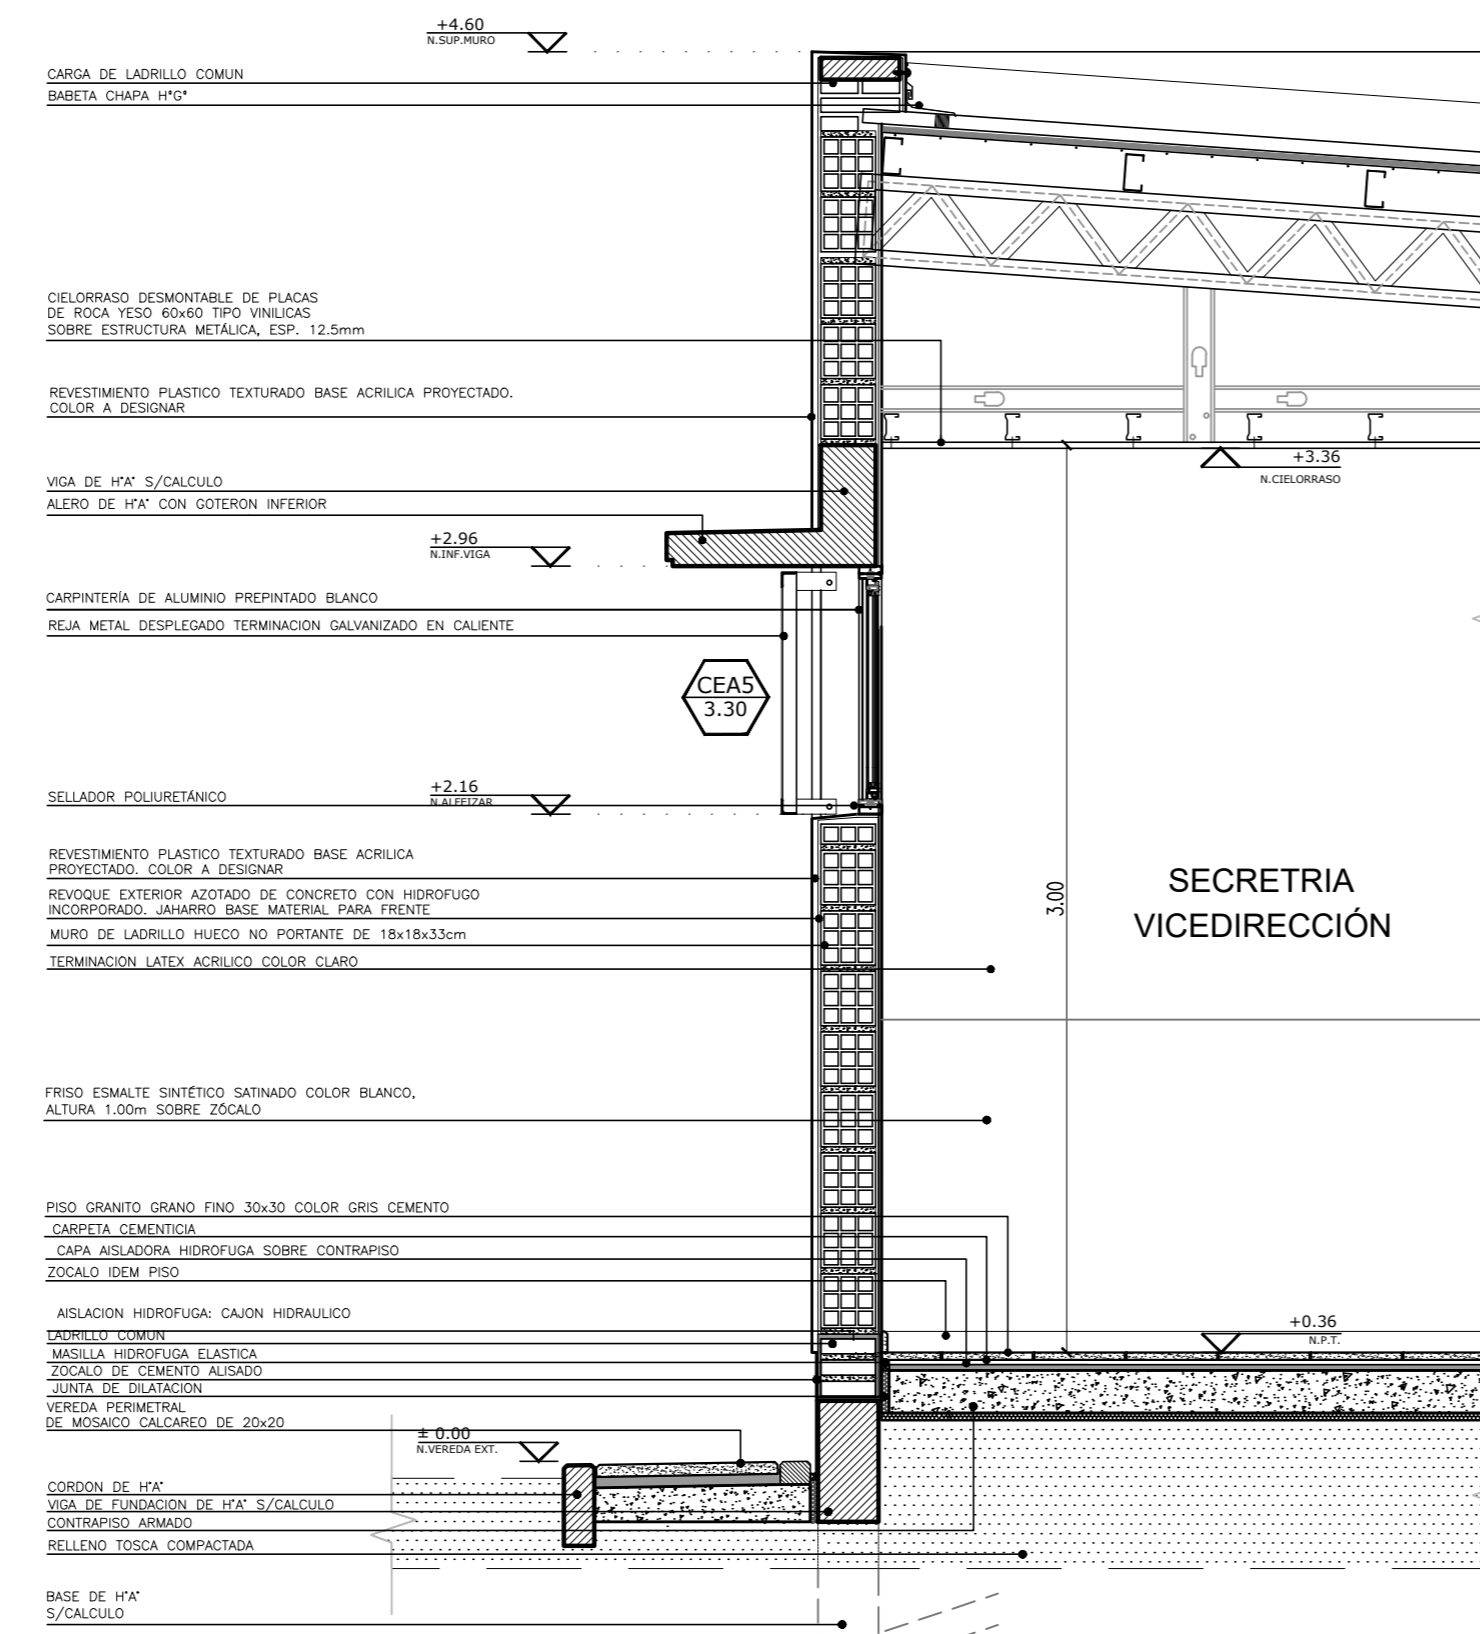 +4.60
N.SUP.MURO
CARGA DE LADRILLO COMUN
BABETA CHAPA H°G°
CIELORRASO DESMONTABLE DE PLACAS
DE ROCA YESO 60x60 TIPO VINILICAS
SOBRE ESTRUCTURA METÁLICA, ESP. 12.5mm
REVESTIMIENTO PLASTICO TEXTURADO BASE ACRILICA PROYECTADO.
COLOR A DESIGNAR
+3.36
N.CIELORRASO
VIGA DE H°A° S/CALCULO
ALERO DE H°A° CON GOTERON INFERIOR
+2.96
N.INF.VIGA
CARPINTERÍA DE ALUMINIO PREPINTADO BLANCO
REJA METAL DESPLEGADO TERMINACION GALVANIZADO EN CALIENTE
CEA5
3.30
+2.16
N.ALFEIZAR
SELLADOR POLIURETÁNICO
REVESTIMIENTO PLASTICO TEXTURADO BASE ACRILICA
PROYECTADO. COLOR A DESIGNAR
REVOQUE EXTERIOR AZOTADO DE CONCRETO CON HIDROFUGO
INCORPORADO. JAHARRO BASE MATERIAL PARA FRENTE
MURO DE LADRILLO HUECO NO PORTANTE DE 18x18x33cm
TERMINACION LATEX ACRILICO COLOR CLARO
3.00
SECRETRIA
VICEDIRECCIÓN
FRISO ESMALTE SINTÉTICO SATINADO COLOR BLANCO,
ALTURA 1.00m SOBRE ZÓCALO
PISO GRANITO GRANO FINO 30x30 COLOR GRIS CEMENTO
CARPETA CEMENTICIA
CAPA AISLADORA HIDROFUGA SOBRE CONTRAPISO
ZOCALO IDEM PISO
AISLACION HIDROFUGA: CAJON HIDRAULICO
+0.36
N.P.T.
LADRILLO COMUN
MASILLA HIDROFUGA ELASTICA
ZOCALO DE CEMENTO ALISADO
JUNTA DE DILATACION
VEREDA PERIMETRAL
DE MOSAICO CALCAREO DE 20x20
± 0.00
N.VEREDA EXT.
CORDON DE H°A°
VIGA DE FUNDACION DE H°A° S/CALCULO
CONTRAPISO ARMADO
RELLENO TOSCA COMPACTADA
BASE DE H°A°
S/CALCULO